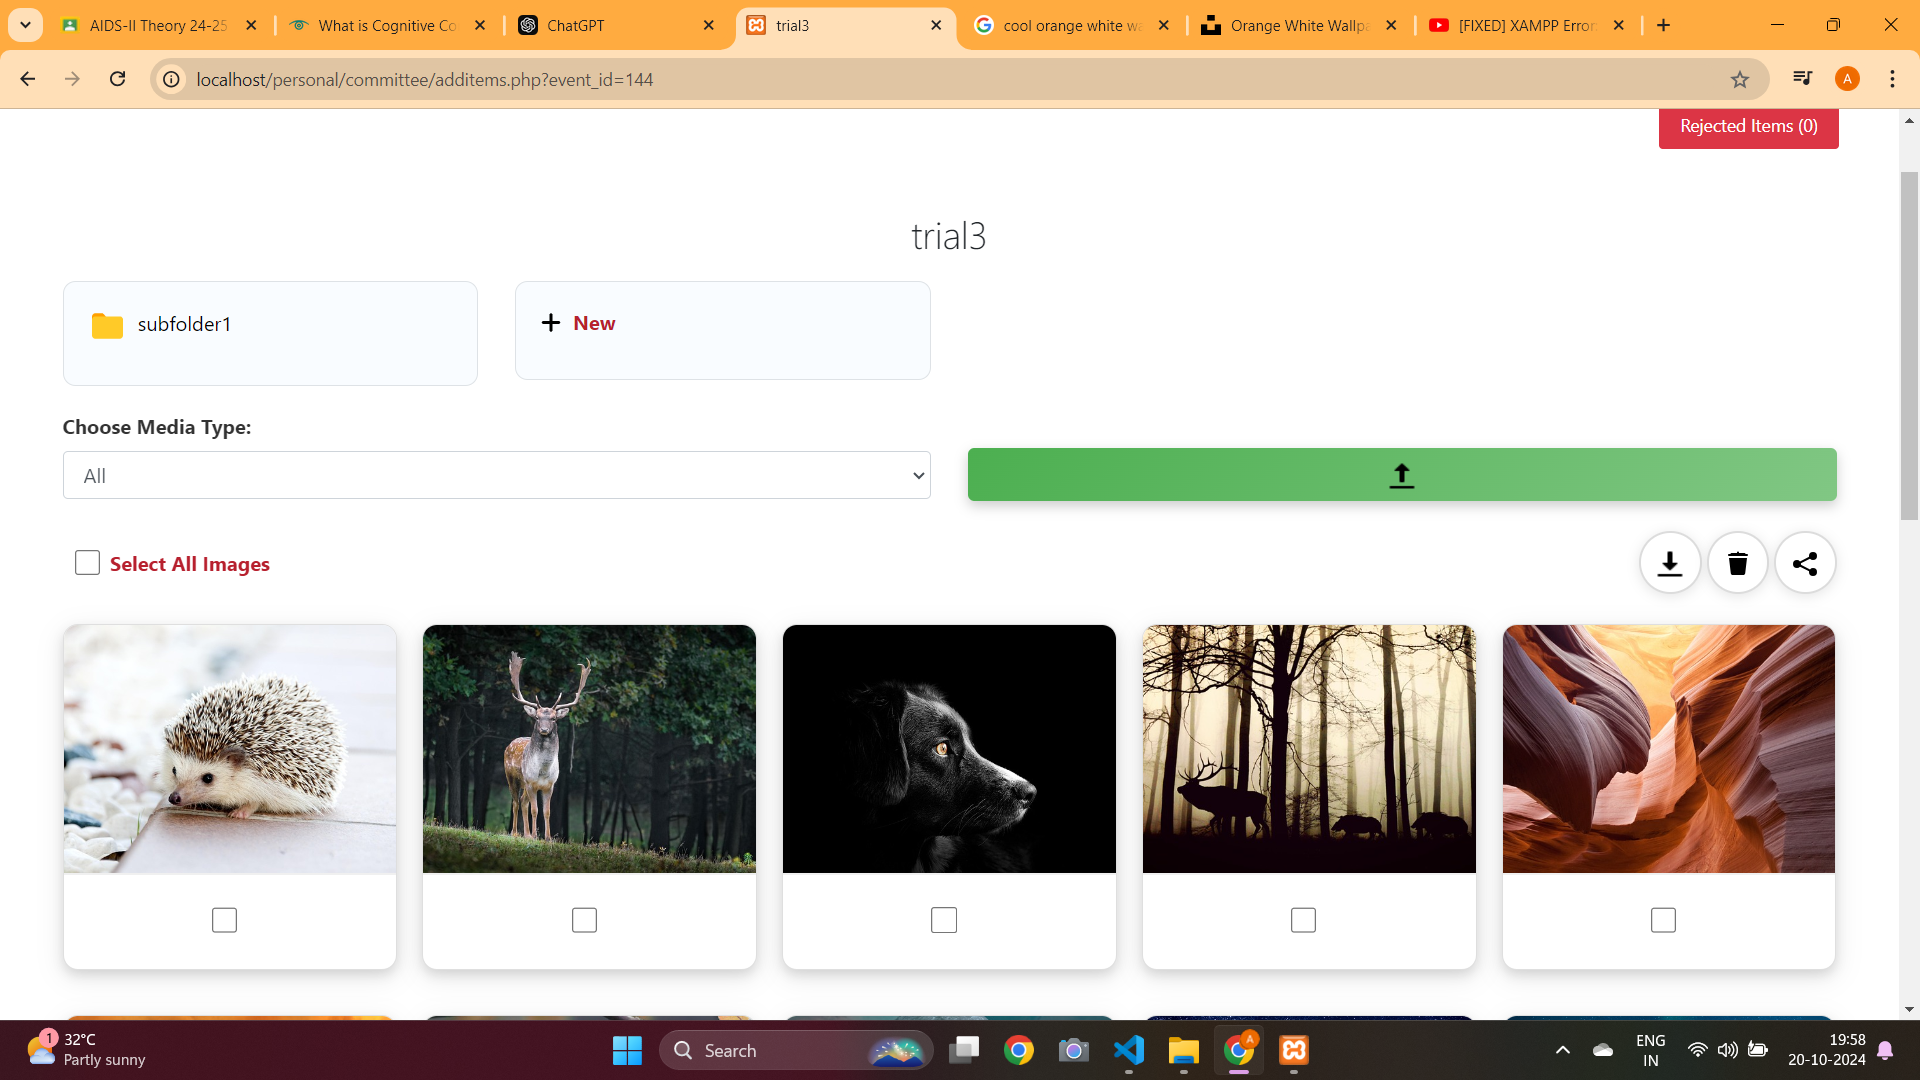 AIDS-II Theory 24-25
What is Cognitive Co
ChatGPT
trial3
cool orange white wa
Orange White Wallpa
[FIXED] XAMPP Error
localhost/personal/committee/additems.php?event_id=144
A
Rejected Items (0)
trial3
subfolder1
New
Choose Media Type:
All
Select All Images
1
32°C
Partly sunny
Search
A
ENG
IN
19:58
20-10-2024